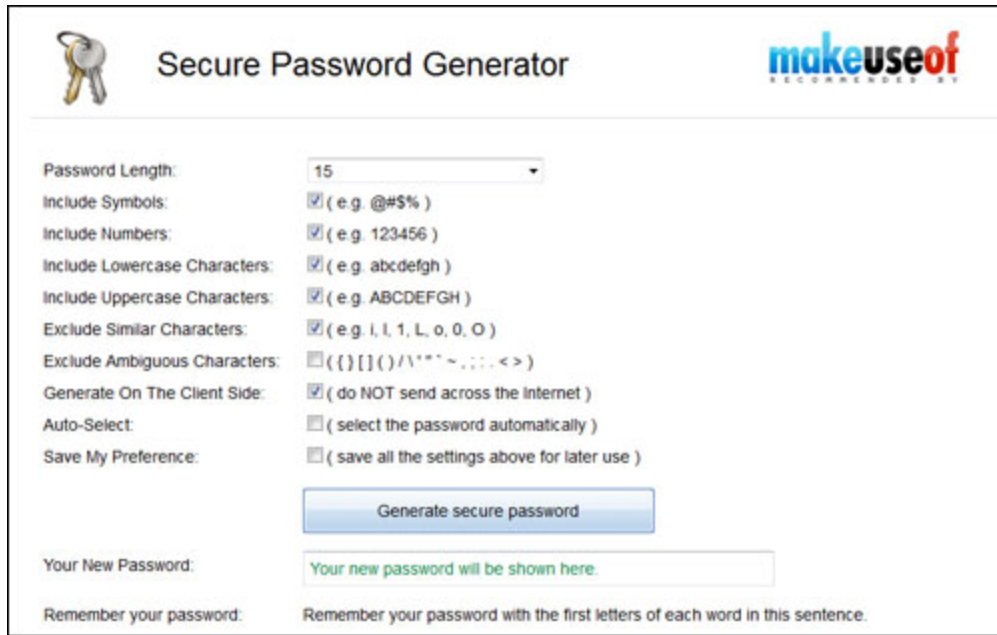 Secure Password Generator
makeuseof
RECOMMENDED BY
Password Length: 15
Include Symbols: ( e.g. @#$% )
Include Numbers: ( e.g. 123456 )
Include Lowercase Characters: ( e.g. abcdefgh )
Include Uppercase Characters: ( e.g. ABCDEFGH )
Exclude Similar Characters: ( e.g. i, l, 1, L, o, 0, O )
Exclude Ambiguous Characters: ( { } [ ] ( ) / \ ' " ` ~ , ; : . < > )
Generate On The Client Side: ( do NOT send across the Internet )
Auto-Select: ( select the password automatically )
Save My Preference: ( save all the settings above for later use )
Generate secure password
Your New Password: Your new password will be shown here.
Remember your password: Remember your password with the first letters of each word in this sentence.